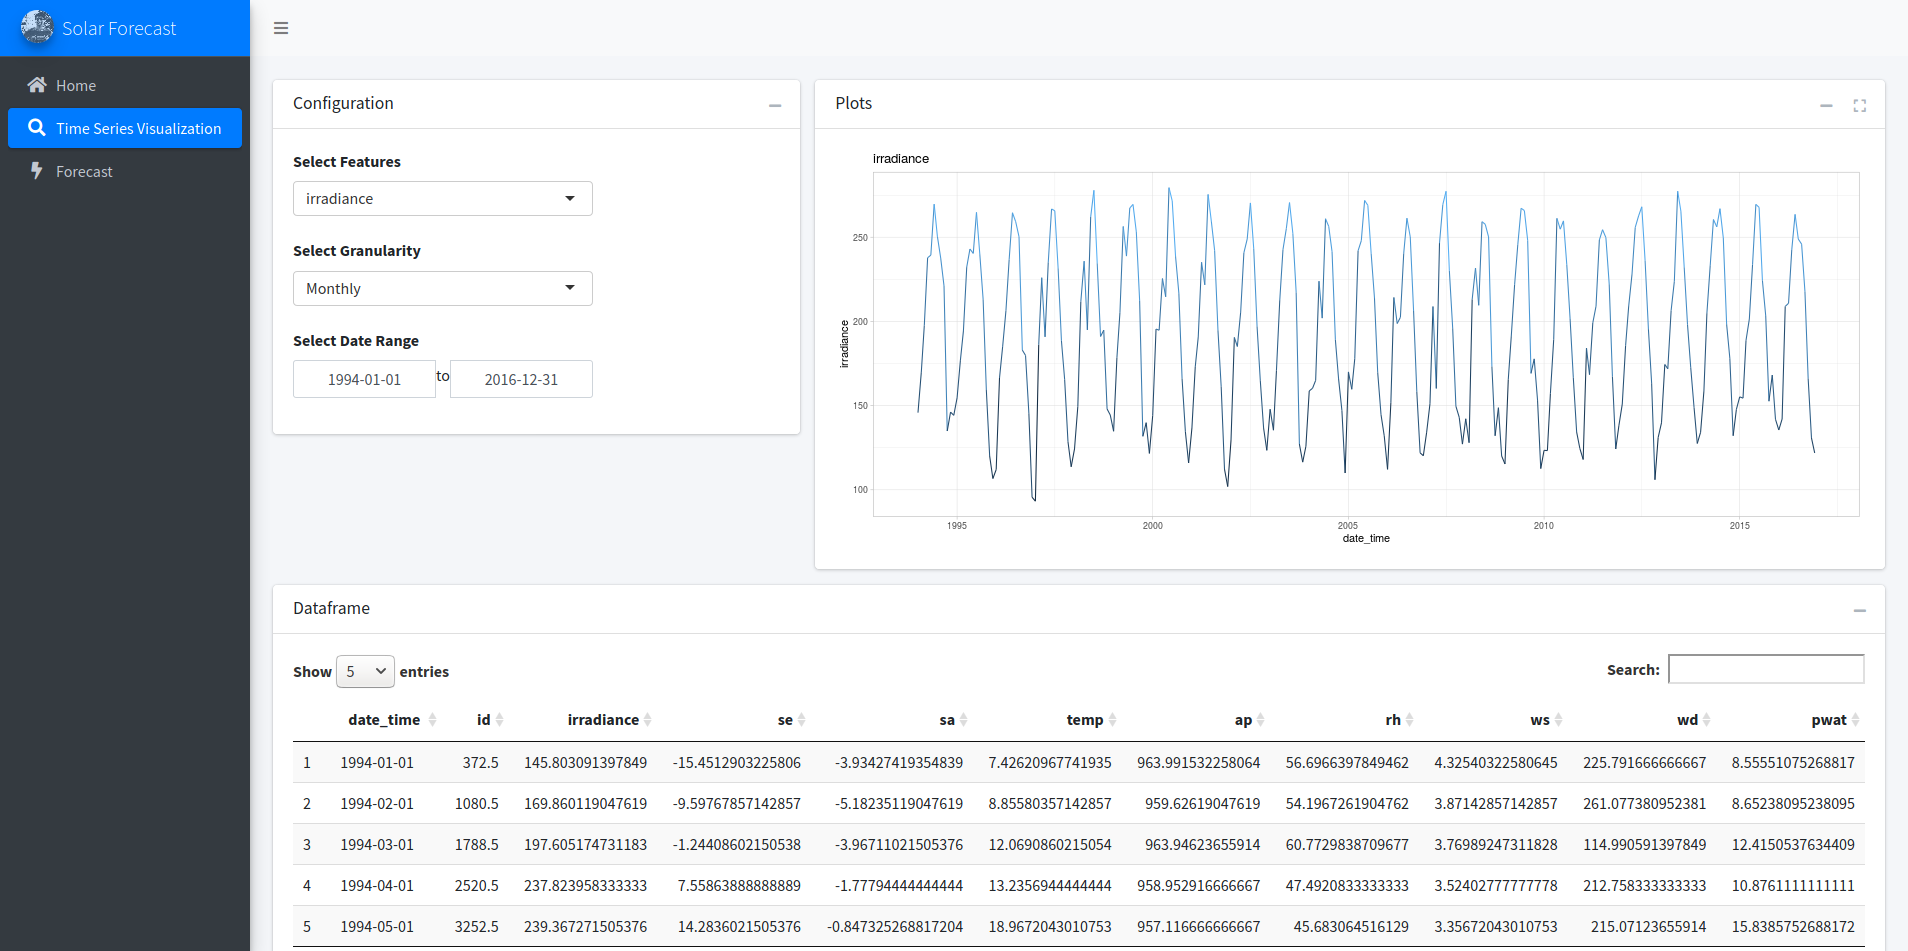 Solar Forecast
Home
Time Series Visualization
Forecast
Configuration
Select Features
irradiance
Select Granularity
Monthly
Select Date Range
1994-01-01 to 2016-12-31
Plots
irradiance
250
200
150
100
irradiance
1995 2000 2005 2010 2015
date_time
Dataframe
Show 5 entries
Search:
date_time id irradiance se sa temp ap rh ws wd pwat
1 1994-01-01 372.5 145.803091397849 -15.4512903225806 -3.93427419354839 7.42620967741935 963.991532258064 56.6966397849462 4.32540322580645 225.791666666667 8.55551075268817
2 1994-02-01 1080.5 169.860119047619 -9.59767857142857 -5.18235119047619 8.85580357142857 959.62619047619 54.1967261904762 3.87142857142857 261.077380952381 8.65238095238095
3 1994-03-01 1788.5 197.605174731183 -1.24408602150538 -3.96711021505376 12.0690860215054 963.94623655914 60.7729838709677 3.76989247311828 114.990591397849 12.4150537634409
4 1994-04-01 2520.5 237.823958333333 7.55863888888889 -1.77794444444444 13.2356944444444 958.952916666667 47.4920833333333 3.52402777777778 212.758333333333 10.8761111111111
5 1994-05-01 3252.5 239.367271505376 14.2836021505376 -0.847325268817204 18.9672043010753 957.116666666667 45.683064516129 3.35672043010753 215.07123655914 15.8385752688172